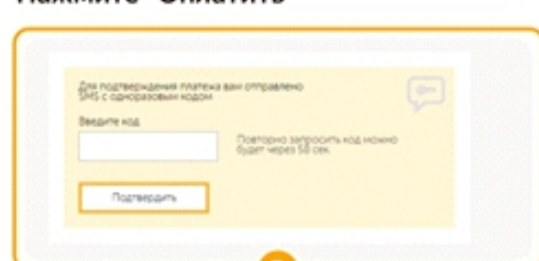 Нажмите "Оплатить"
Для подтверждения платежа вам отправлено
SMS с одноразовым кодом
Введите код
Повторно запросить код можно
будет через 58 сек.
Подтвердить